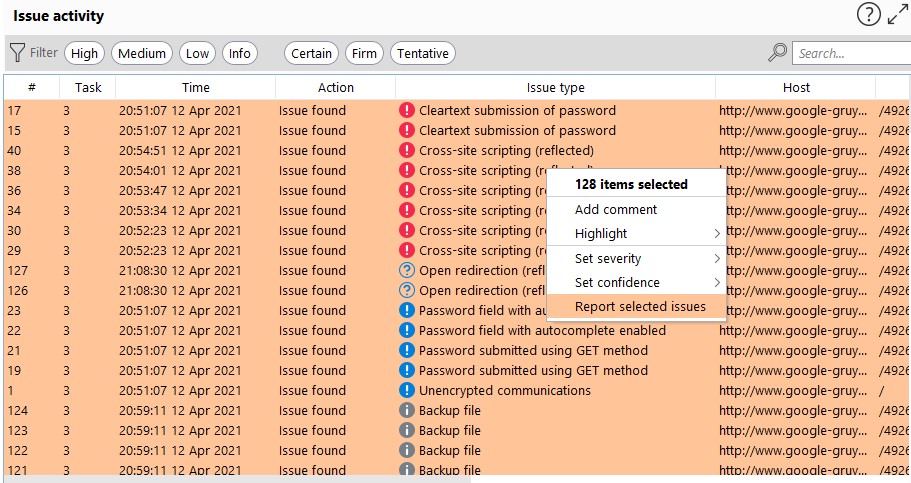 Issue activity
Filter High Medium Low Info Certain Firm Tentative Search...
# Task Time Action Issue type Host
17 3 20:51:07 12 Apr 2021 Issue found Cleartext submission of password http://www.google-gruy... /4926
15 3 20:51:07 12 Apr 2021 Issue found Cleartext submission of password http://www.google-gruy... /4926
40 3 20:54:51 12 Apr 2021 Issue found Cross-site scripting (reflected) http://www.google-gruy... /4926
38 3 20:54:01 12 Apr 2021 Issue found Cross-site scripting (reflected) http://www.google-gruy... /4926
36 3 20:53:47 12 Apr 2021 Issue found Cross-site scripting (re http://www.google-gruy... /4926
34 3 20:53:34 12 Apr 2021 Issue found Cross-site scripting (re http://www.google-gruy... /4926
30 3 20:52:23 12 Apr 2021 Issue found Cross-site scripting (re http://www.google-gruy... /4926
29 3 20:52:23 12 Apr 2021 Issue found Cross-site scripting (re http://www.google-gruy... /4926
127 3 21:08:30 12 Apr 2021 Issue found Open redirection (refl http://www.google-gruy... /4926
126 3 21:08:30 12 Apr 2021 Issue found Open redirection (refl http://www.google-gruy... /4926
23 3 20:51:07 12 Apr 2021 Issue found Password field with au http://www.google-gruy... /4926
22 3 20:51:07 12 Apr 2021 Issue found Password field with autocomplete enabled http://www.google-gruy... /4926
21 3 20:51:07 12 Apr 2021 Issue found Password submitted using GET method http://www.google-gruy... /4926
19 3 20:51:07 12 Apr 2021 Issue found Password submitted using GET method http://www.google-gruy... /4926
1 3 20:51:07 12 Apr 2021 Issue found Unencrypted communications http://www.google-gruy... /
124 3 20:59:11 12 Apr 2021 Issue found Backup file http://www.google-gruy... /4926
123 3 20:59:11 12 Apr 2021 Issue found Backup file http://www.google-gruy... /4926
122 3 20:59:11 12 Apr 2021 Issue found Backup file http://www.google-gruy... /4926
121 3 20:59:11 12 Apr 2021 Issue found Backup file http://www.google-gruy... /4926
128 items selected
Add comment
Highlight
Set severity
Set confidence
Report selected issues